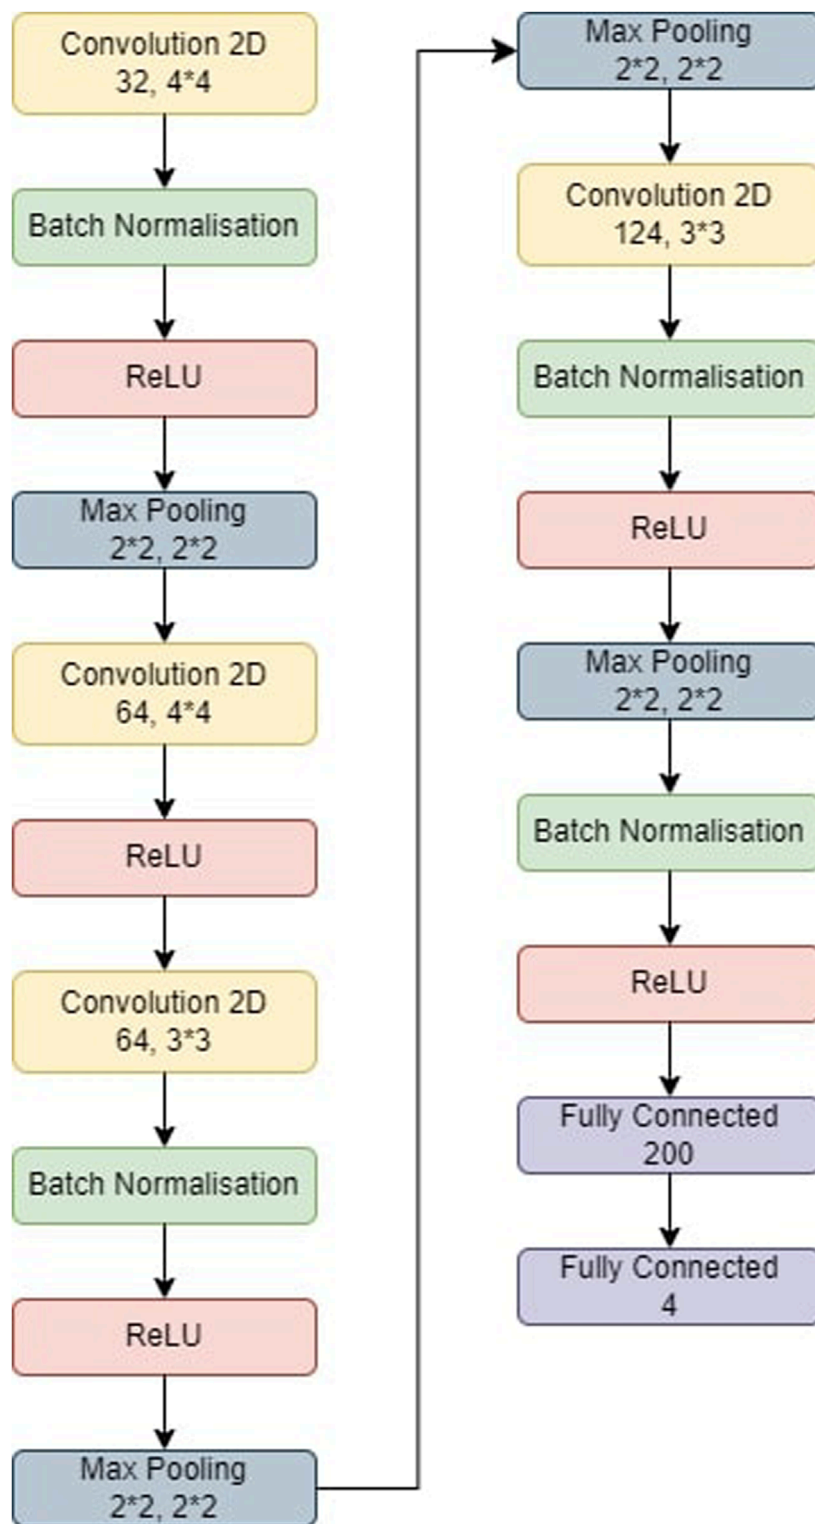 Convolution 2D
32, 4*4
Batch Normalisation
ReLU
Max Pooling
2*2, 2*2
Convolution 2D
64, 4*4
ReLU
Convolution 2D
64, 3*3
Batch Normalisation
ReLU
Max Pooling
2*2, 2*2
Max Pooling
2*2, 2*2
Convolution 2D
124, 3*3
Batch Normalisation
ReLU
Max Pooling
2*2, 2*2
Batch Normalisation
ReLU
Fully Connected
200
Fully Connected
4